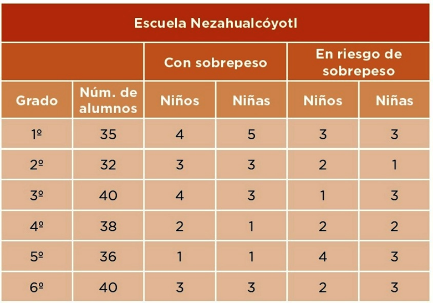 Escuela Nezahualcóyotl
Con sobrepeso En riesgo de sobrepeso
Grado Núm. de alumnos Niños Niñas Niños Niñas
1º 35 4 5 3 3
2º 32 3 3 2 1
3º 40 4 3 1 3
4º 38 2 1 2 2
5º 36 1 1 4 3
6º 40 3 3 2 3